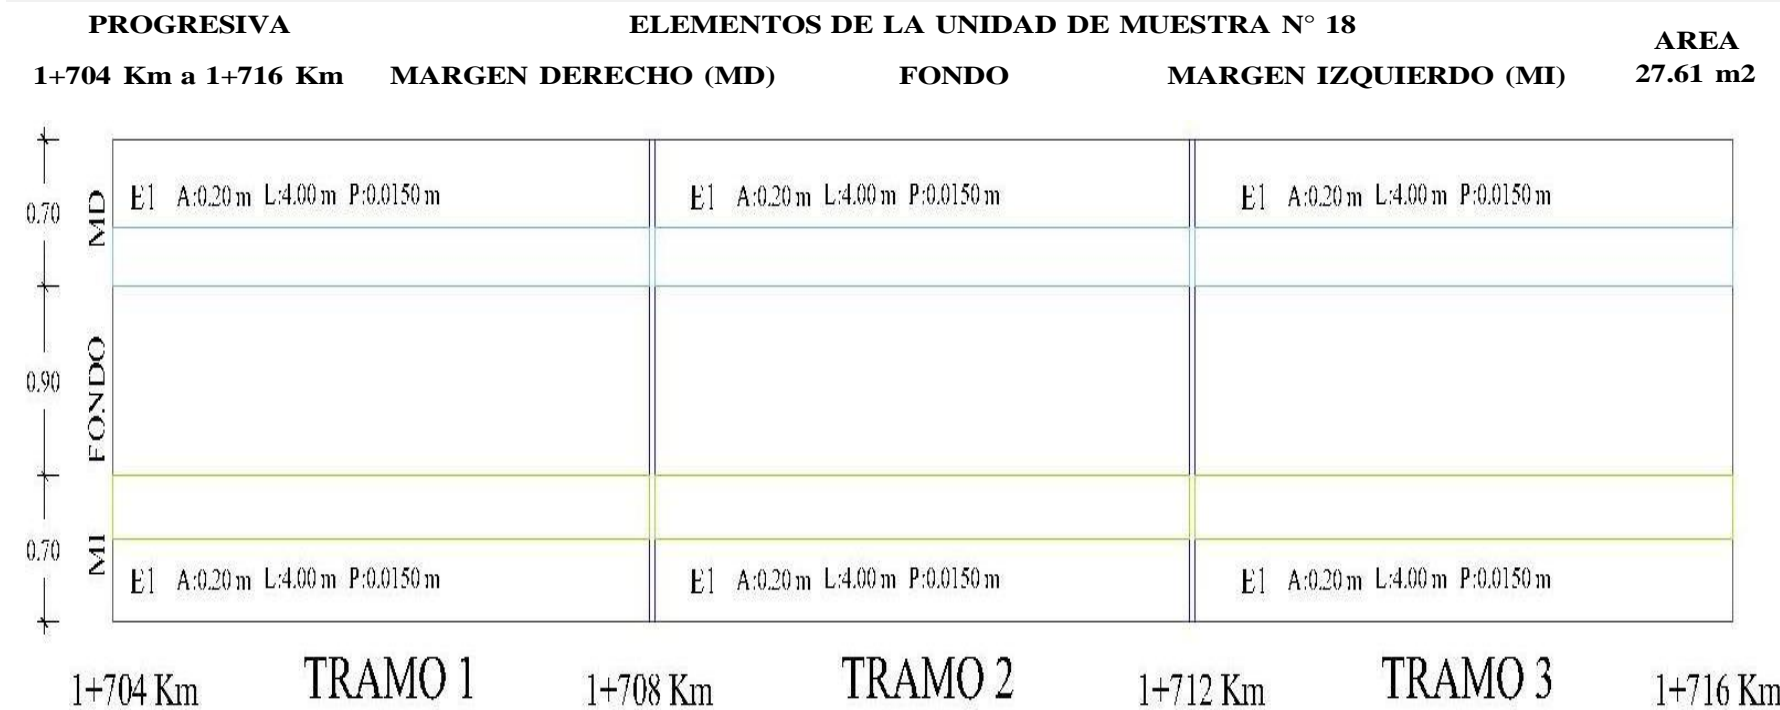 PROGRESIVA ELEMENTOS DE LA UNIDAD DE MUESTRA N° 18 AREA
1+704 Km a 1+716 Km MARGEN DERECHO (MD) FONDO MARGEN IZQUIERDO (MI) 27.61 m2
0.70 MD E1 A:0.20 m L:4.00 m P:0.0150 m E1 A:0.20 m L:4.00 m P:0.0150 m E1 A:0.20 m L:4.00 m P:0.0150 m
0.90 FONDO
0.70 MI E1 A:0.20 m L:4.00 m P:0.0150 m E1 A:0.20 m L:4.00 m P:0.0150 m E1 A:0.20 m L:4.00 m P:0.0150 m
1+704 Km TRAMO 1 1+708 Km TRAMO 2 1+712 Km TRAMO 3 1+716 Km